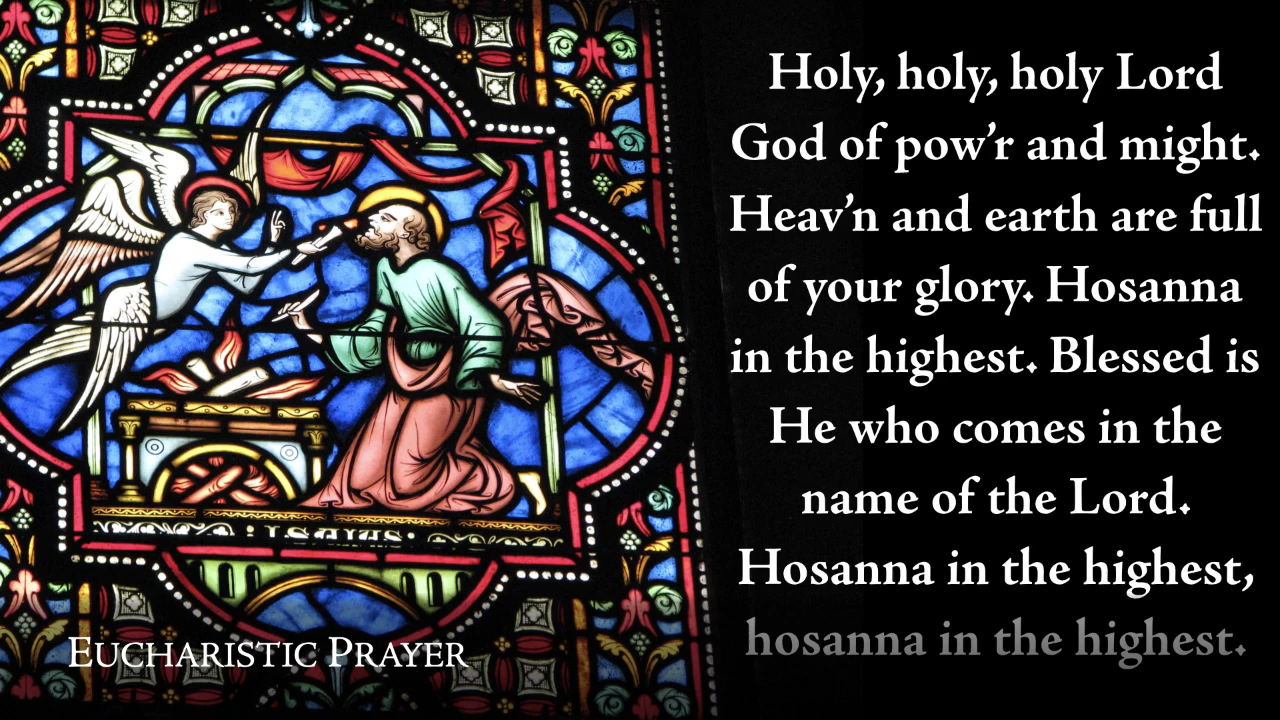 Holy, holy, holy Lord
God of pow’r and might.
Heav’n and earth are full
of your glory. Hosanna
in the highest. Blessed is
He who comes in the
name of the Lord.
Hosanna in the highest,
hosanna in the highest.
: ISAIAS:
EUCHARISTIC PRAYER